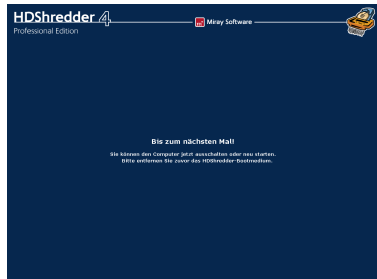 HDShredder 4
Professional Edition
Miray Software
Bis zum nächsten Mal!
Sie können den Computer jetzt ausschalten oder neu starten.
Bitte entfernen Sie zuvor das HDShredder-Bootmedium.